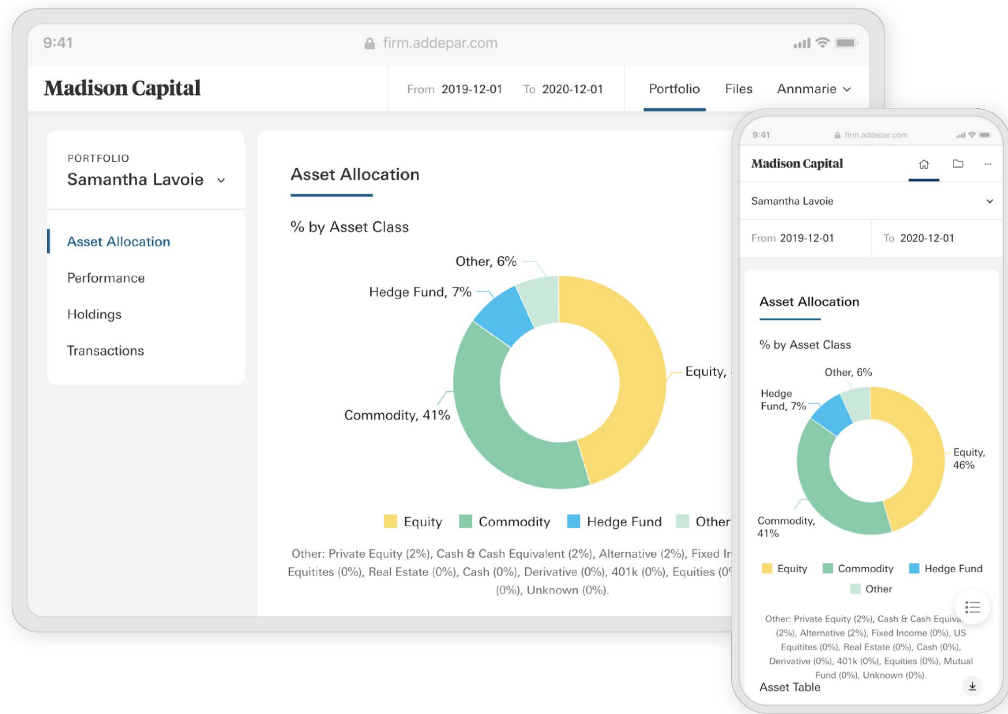 9:41
firm.addepar.com
Madison Capital
From 2019-12-01 To 2020-12-01
Portfolio Files Annmarie
PORTFOLIO
Samantha Lavoie
Asset Allocation
Performance
Holdings
Transactions
Asset Allocation
% by Asset Class
Other, 6%
Hedge Fund, 7%
Equity,
Commodity, 41%
Equity Commodity Hedge Fund Other
Other: Private Equity (2%), Cash & Cash Equivalent (2%), Alternative (2%), Fixed
Equitites (0%), Real Estate (0%), Cash (0%), Derivative (0%), 401k (0%), Equities
(0%), Unknown (0%).
9:41
firm.addepar.com
Madison Capital
Samantha Lavoie
From 2019-12-01 To 2020-12-01
Asset Allocation
% by Asset Class
Other, 6%
Hedge
Fund, 7%
Equity,
46%
Commodity,
41%
Equity Commodity Hedge Fund
Other
Other: Private Equity (2%), Cash & Cash
(2%), Alternative (2%), Fixed Income (0%), US
Equitites (0%), Real Estate (0%), Cash (0%),
Derivative (0%), 401k (0%), Equities (0%), Mutual
Fund (0%), Unknown (0%).
Asset Table